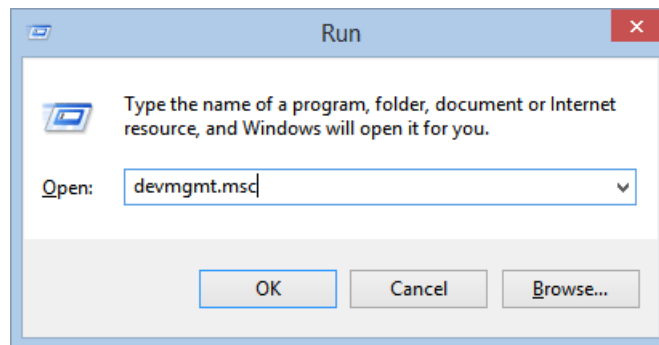 Run
Type the name of a program, folder, document or Internet
resource, and Windows will open it for you.
Open: devmgmt.msc
OK Cancel Browse...